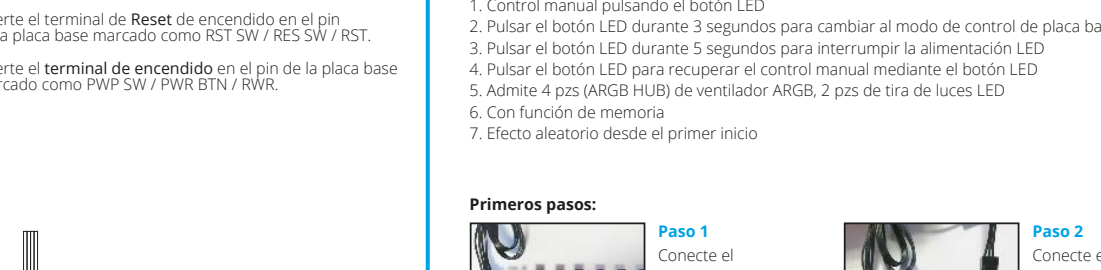 el terminal de Reset de encendido en el pin
placa base marcado como RST SW / RES SW / RST.
el terminal de encendido en el pin de la placa base
como PWP SW / PWR BTN / RWR.
1. Control manual pulsando el botón LED
2. Pulsar el botón LED durante 3 segundos para cambiar al modo de control de placa
3. Pulsar el botón LED durante 5 segundos para interrumpir la alimentación LED
4. Pulsar el botón LED para recuperar el control manual mediante el botón LED
5. Admite 4 pzs (ARGB HUB) de ventilador ARGB, 2 pzs de tira de luces LED
6. Con función de memoria
7. Efecto aleatorio desde el primer inicio
Primeros pasos:
Paso 1
Conecte el
Paso 2
Conecte